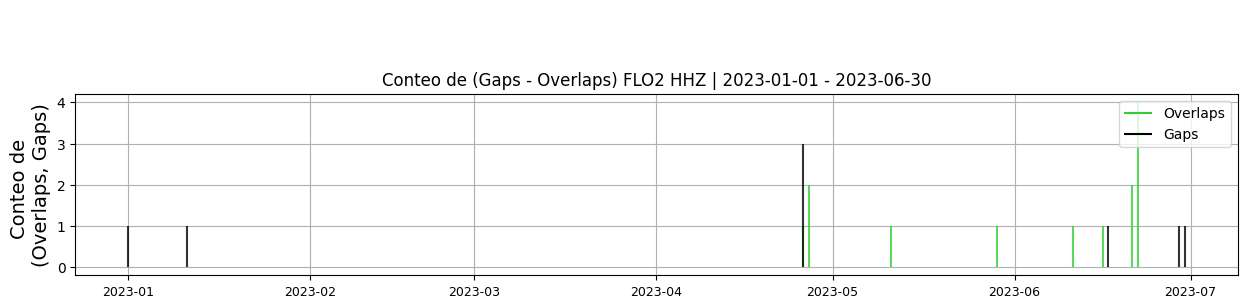 Conteo de (Gaps - Overlaps) FLO2 HHZ | 2023-01-01 - 2023-06-30
Conteo de
(Overlaps, Gaps)
4
3
2
1
0
Overlaps
Gaps
2023-01 2023-02 2023-03 2023-04 2023-05 2023-06 2023-07